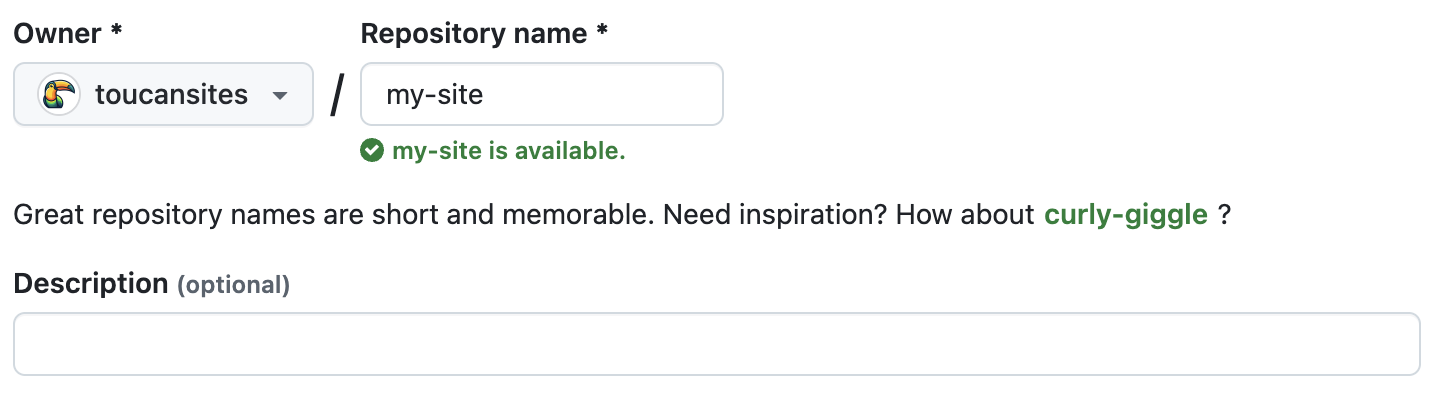 Owner *
Repository name *
toucansites / my-site
my-site is available.
Great repository names are short and memorable. Need inspiration? How about curly-giggle ?
Description (optional)